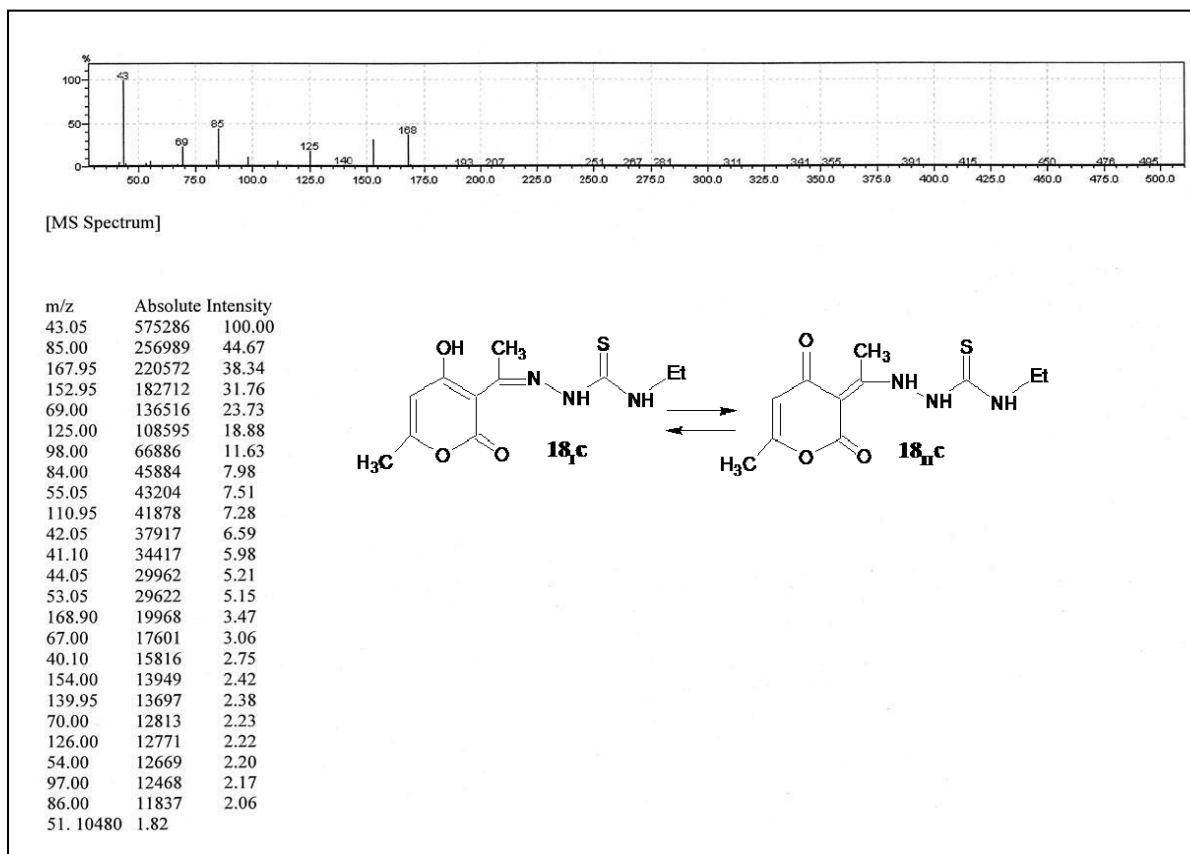 %
100
50
0
43
69
85
125
140
168
193
207
251
267
281
311
341
355
391
415
450
476
495
50.0 75.0 100.0 125.0 150.0 175.0 200.0 225.0 250.0 275.0 300.0 325.0 350.0 375.0 400.0 425.0 450.0 475.0 500.0
[MS Spectrum]
m/z Absolute Intensity
43.05 575286 100.00
85.00 256989 44.67
167.95 220572 38.34
152.95 182712 31.76
69.00 136516 23.73
125.00 108595 18.88
98.00 66886 11.63
84.00 45884 7.98
55.05 43204 7.51
110.95 41878 7.28
42.05 37917 6.59
41.10 34417 5.98
44.05 29962 5.21
53.05 29622 5.15
168.90 19968 3.47
67.00 17601 3.06
40.10 15816 2.75
154.00 13949 2.42
139.95 13697 2.38
70.00 12813 2.23
126.00 12771 2.22
54.00 12669 2.20
97.00 12468 2.17
86.00 11837 2.06
51. 10480 1.82
OH
CH₃
S
N
NH
NH
Et
H₃C
O
O
18ᵢc
O
CH₃
S
NH
NH
NH
Et
H₃C
O
O
18ᵢᵢc